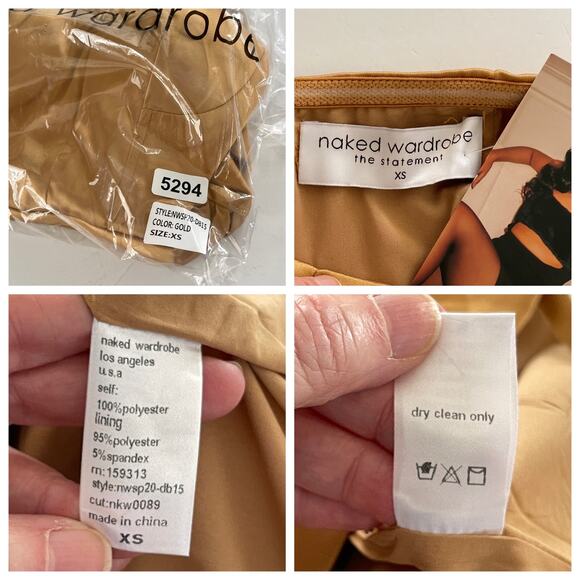 wardrobe
5294
STYLE:NWSP20-DB15
COLOR: GOLD
SIZE:XS
naked wardrobe
the statement
XS
naked wardrobe
los angeles
u.s.a
self:
100%polyester
lining
95%polyester
5%spandex
rn:159313
style:nwsp20-db15
cut:nkw0089
made in china
XS
dry clean only